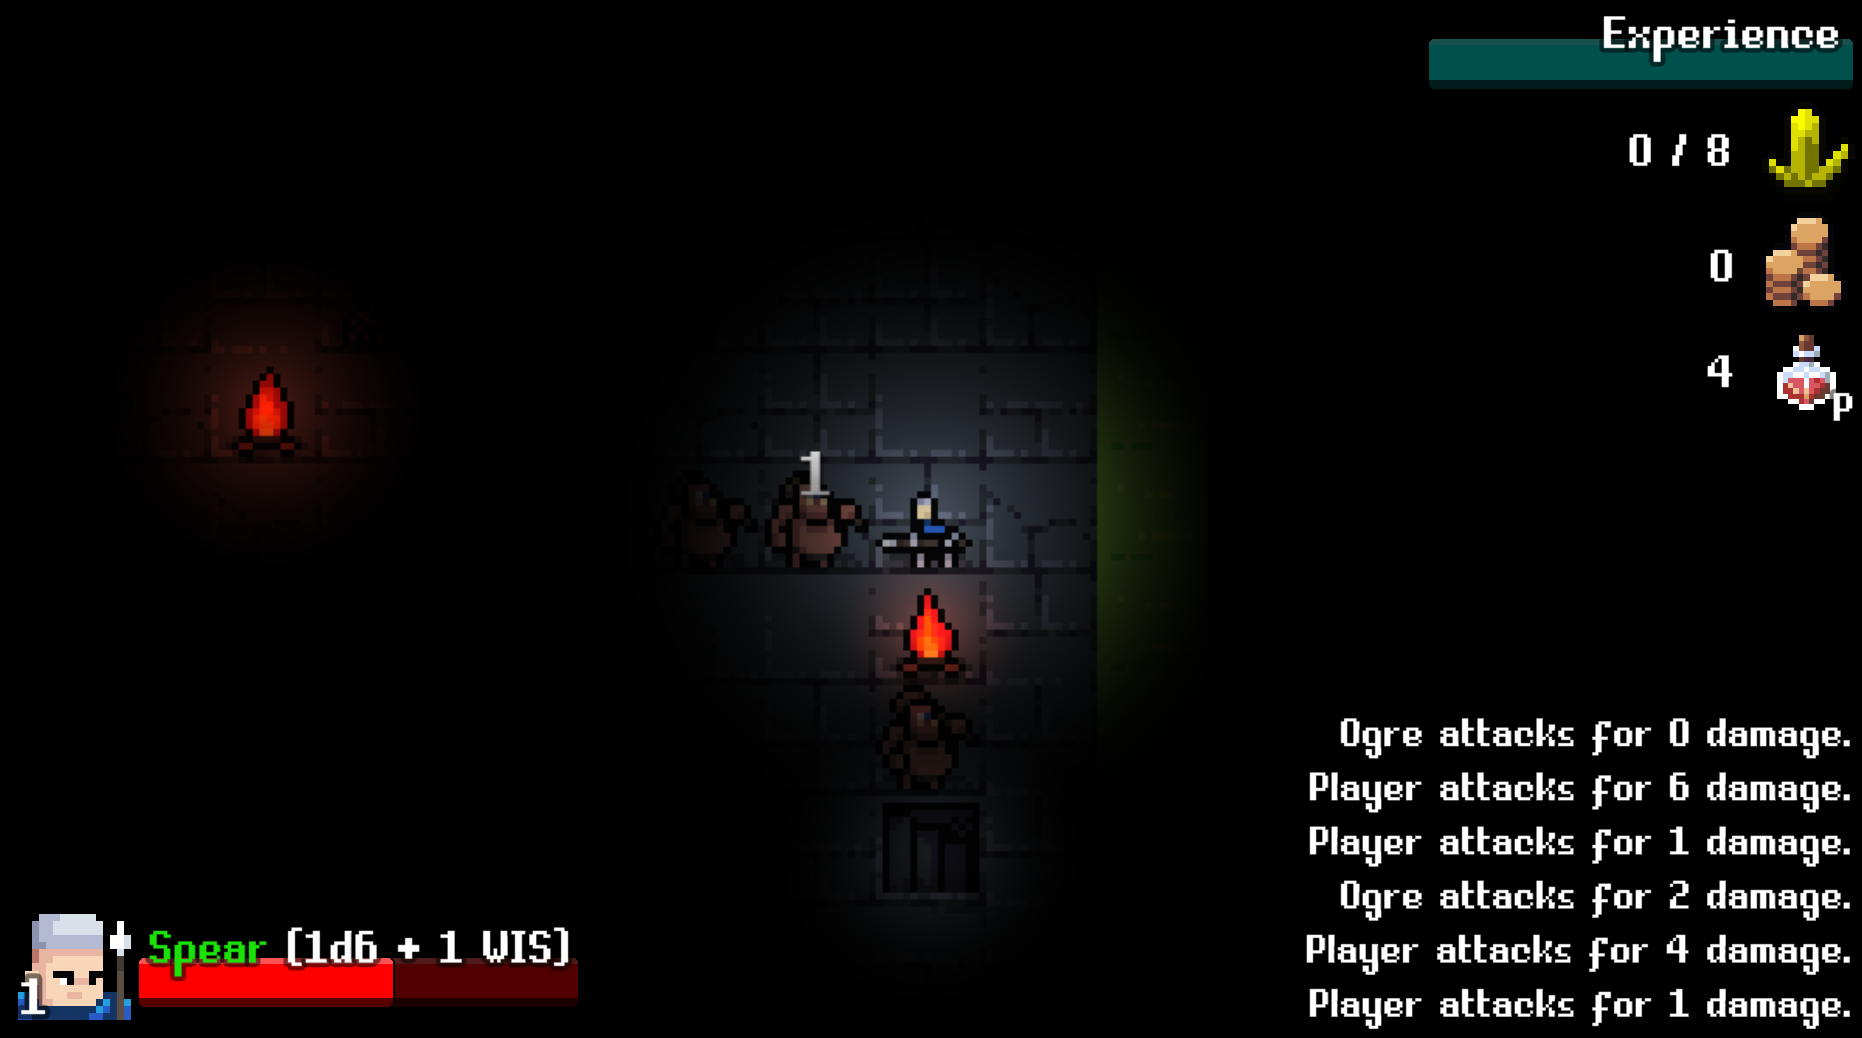 Experience
0 / 8
0
4
p
1
Ogre attacks for 0 damage.
Player attacks for 6 damage.
Player attacks for 1 damage.
Ogre attacks for 2 damage.
Player attacks for 4 damage.
Player attacks for 1 damage.
Spear [1d6 + 1 WIS]
1